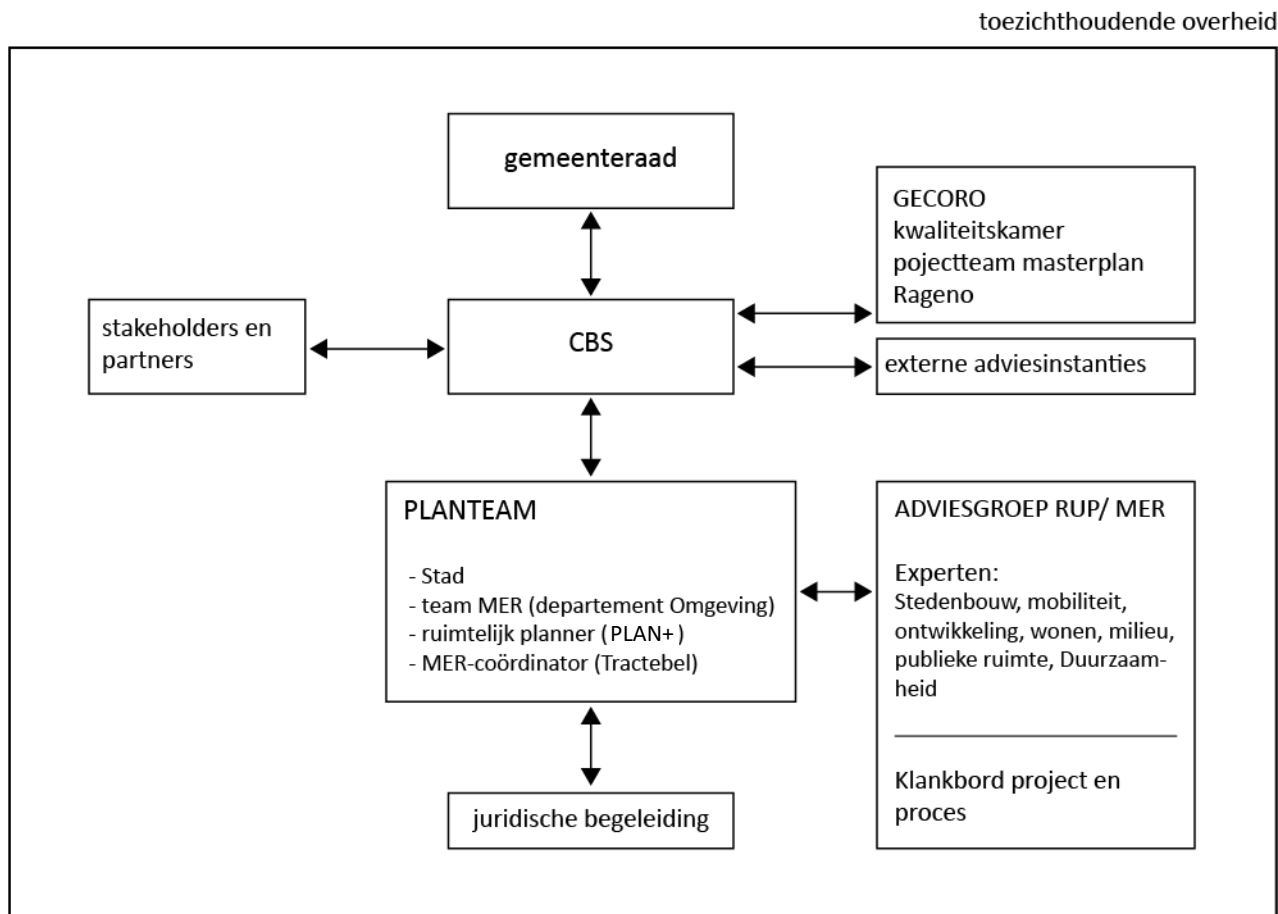 toezichthoudende overheid
gemeenteraad
GECORO
kwaliteitskamer
pojectteam masterplan
Rageno
stakeholders en
partners
CBS
externe adviesinstanties
PLANTEAM
- Stad
- team MER (departement Omgeving)
- ruimtelijk planner (PLAN+)
- MER-coördinator (Tractebel)
ADVIESGROEP RUP/ MER
Experten:
Stedenbouw, mobiliteit,
ontwikkeling, wonen, milieu,
publieke ruimte, Duurzaam-
heid
Klankbord project en
proces
juridische begeleiding